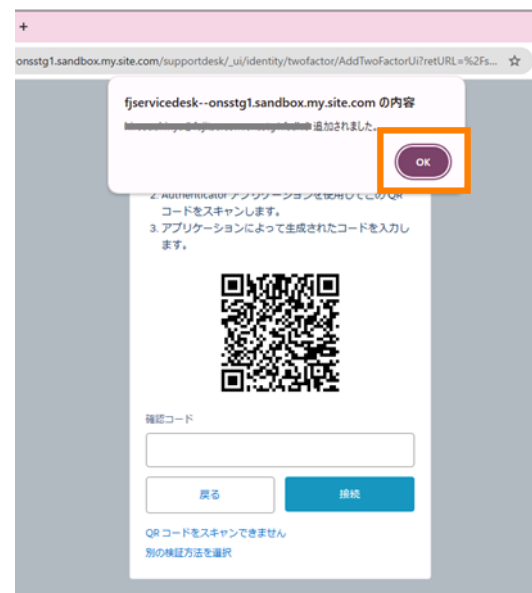 +
onsstg1.sandbox.my.site.com/supportdesk/_ui/identity/twofactor/AddTwoFactorUi?retURL=%2Fs...
fjservicedesk--onsstg1.sandbox.my.site.com の内容
追加されました。
OK
2. Authenticator アプリケーションを使用してこの QR
コードをスキャンします。
3. アプリケーションによって生成されたコードを入力し
ます。
確認コード
戻る
接続
QR コードをスキャンできません
別の検証方法を選択